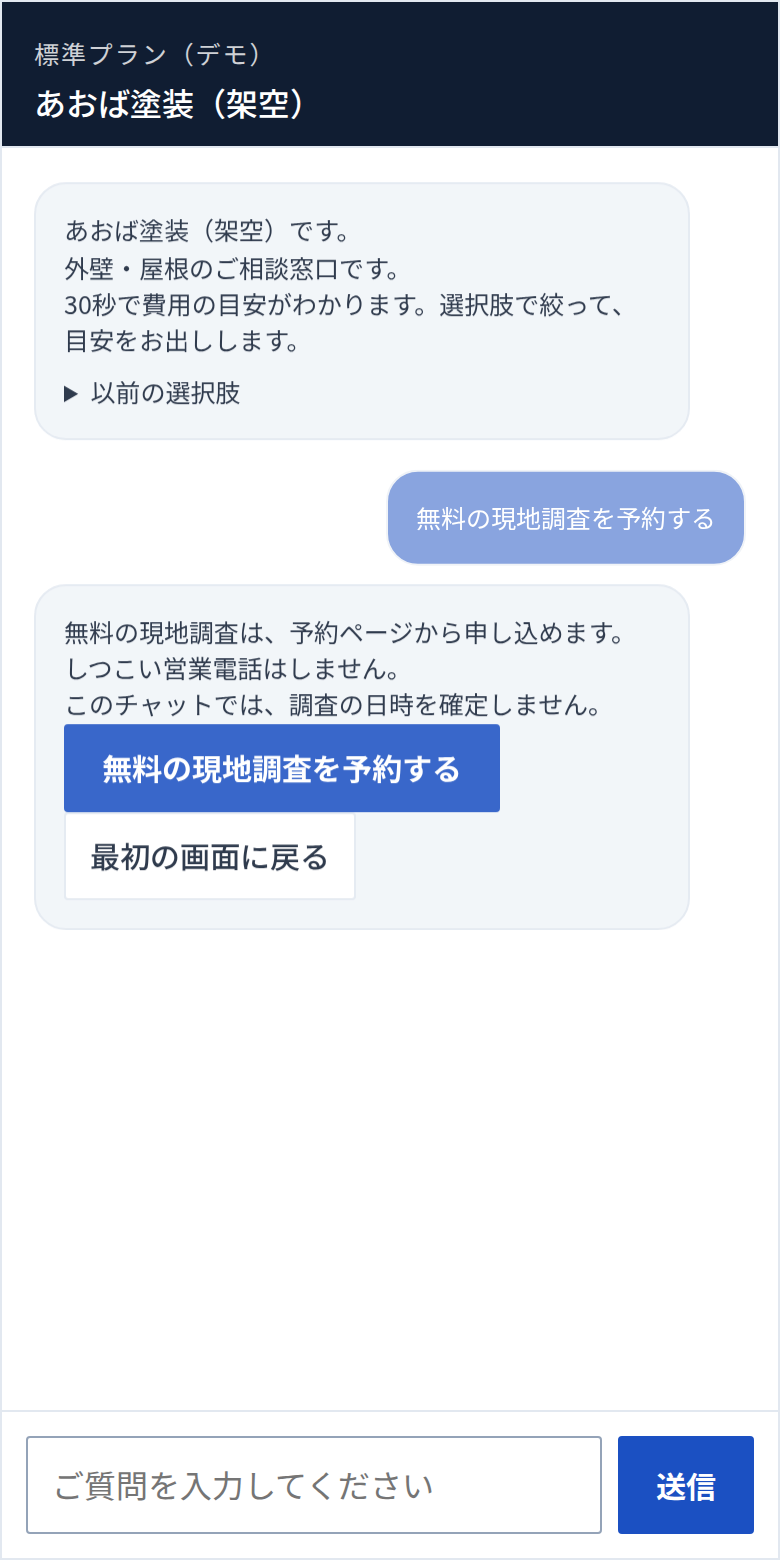 標準プラン（デモ）
あおば塗装（架空）
あおば塗装（架空）です。
外壁・屋根のご相談窓口です。
30秒で費用の目安がわかります。選択肢で絞って、
目安をお出しします。
▶ 以前の選択肢
無料の現地調査を予約する
無料の現地調査は、予約ページから申し込めます。
しつこい営業電話はしません。
このチャットでは、調査の日時を確定しません。
無料の現地調査を予約する
最初の画面に戻る
ご質問を入力してください
送信